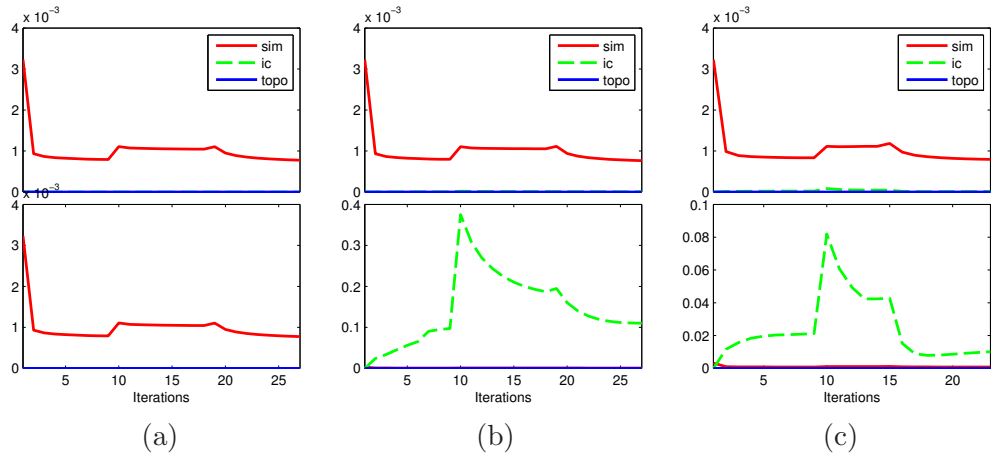 x 10⁻³ x 10⁻³ x 10⁻³
4 4 4
sim sim sim
ic ic ic
3 3 3
topo topo topo
2 2 2
1 1 1
0 0 0
x 10⁻³
4 0.4 0.1
0.08
3 0.3
0.06
2 0.2
0.04
1 0.1
0.02
0 0 0
5 10 15 20 25 5 10 15 20 25 5 10 15 20
Iterations Iterations Iterations
(a) (b) (c)